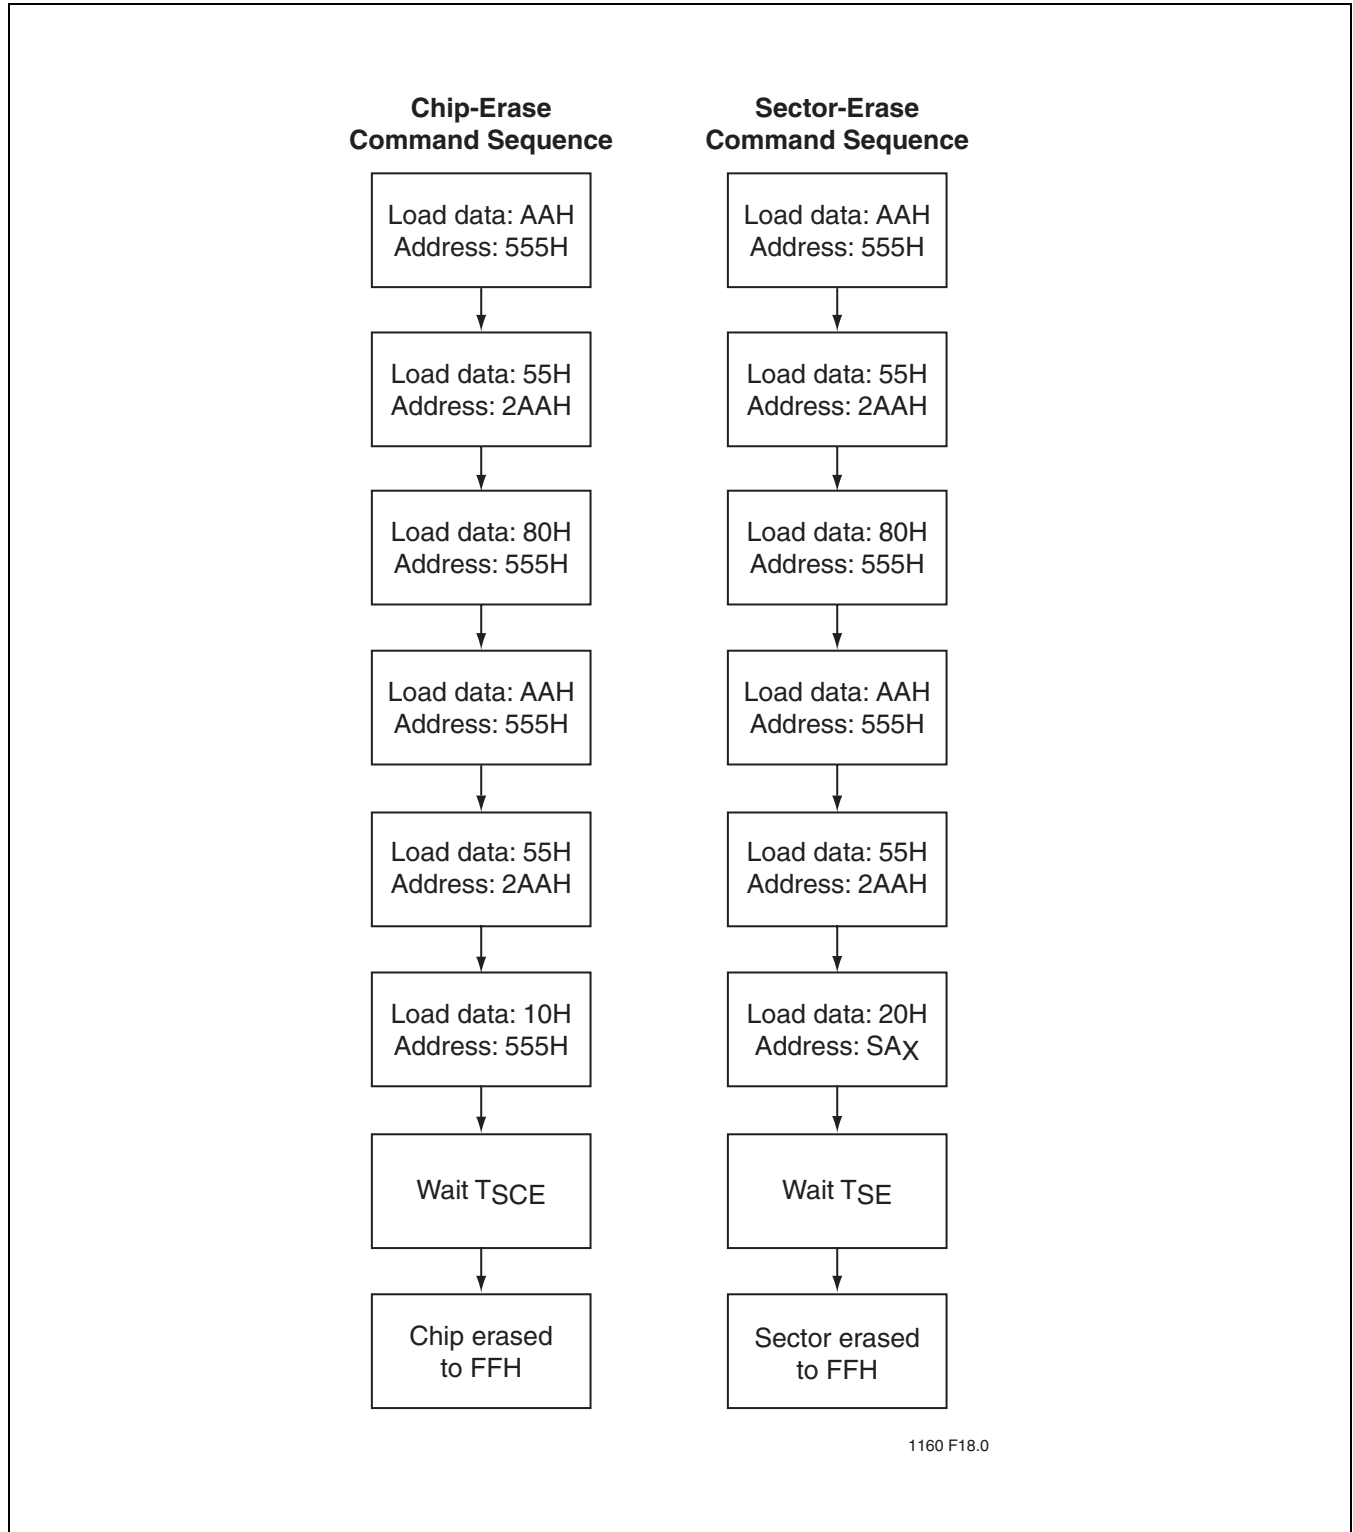 Chip-Erase
Command Sequence
Load data: AAH
Address: 555H
Load data: 55H
Address: 2AAH
Load data: 80H
Address: 555H
Load data: AAH
Address: 555H
Load data: 55H
Address: 2AAH
Load data: 10H
Address: 555H
Wait TSCE
Chip erased
to FFH
Sector-Erase
Command Sequence
Load data: AAH
Address: 555H
Load data: 55H
Address: 2AAH
Load data: 80H
Address: 555H
Load data: AAH
Address: 555H
Load data: 55H
Address: 2AAH
Load data: 20H
Address: SAX
Wait TSE
Sector erased
to FFH
1160 F18.0